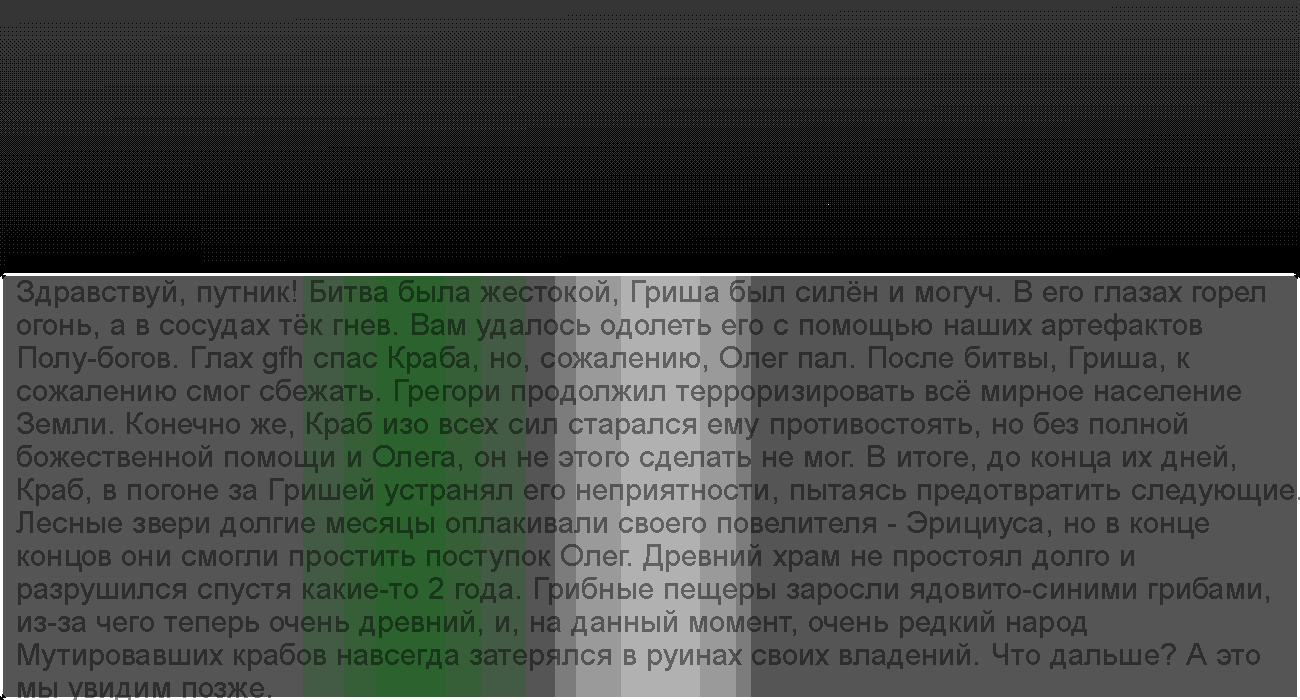 Здравствуй, путник! Битва была жестокой, Гриша был силён и могуч. В его глазах горел
огонь, а в сосудах тёк гнев. Вам удалось одолеть его с помощью наших артефактов
Полу-богов. Глах gfh спас Краба, но, сожалению, Олег пал. После битвы, Гриша, к
сожалению смог сбежать. Грегори продолжил терроризировать всё мирное население
Земли. Конечно же, Краб изо всех сил старался ему противостоять, но без полной
божественной помощи и Олега, он не этого сделать не мог. В итоге, до конца их дней,
Краб, в погоне за Гришей устранял его неприятности, пытаясь предотвратить следующие.
Лесные звери долгие месяцы оплакивали своего повелителя - Эрициуса, но в конце
концов они смогли простить поступок Олег. Древний храм не простоял долго и
разрушился спустя какие-то 2 года. Грибные пещеры заросли ядовито-синими грибами,
из-за чего теперь очень древний, и, на данный момент, очень редкий народ
Мутировавших крабов навсегда затерялся в руинах своих владений. Что дальше? А это
мы увидим позже.